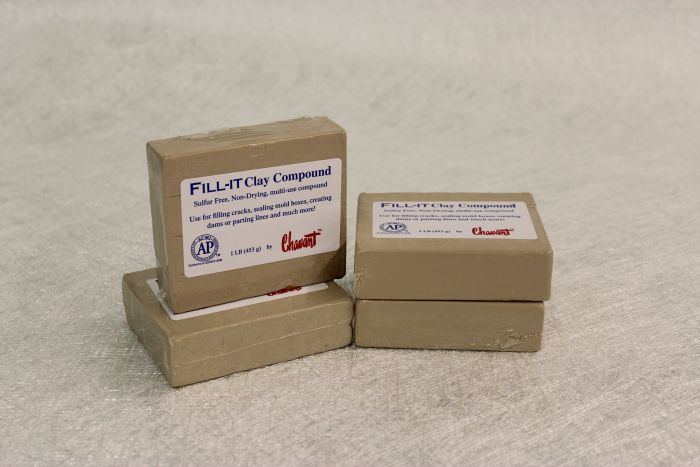 FILL-IT Clay Compound
Sulfur Free, Non-Drying, multi-use compound
Use for filling cracks, sealing mold boxes, creating
dams or parting lines and much more!
ACMI
AP
1 LB (453 g) by Chavant™
FILL-IT Clay Compound
Sulfur Free, Non-Drying, multi-use compound
Use for filling cracks, sealing mold boxes, creating
dams or parting lines and much more!
AP
1 LB (453 g) by Chavant™